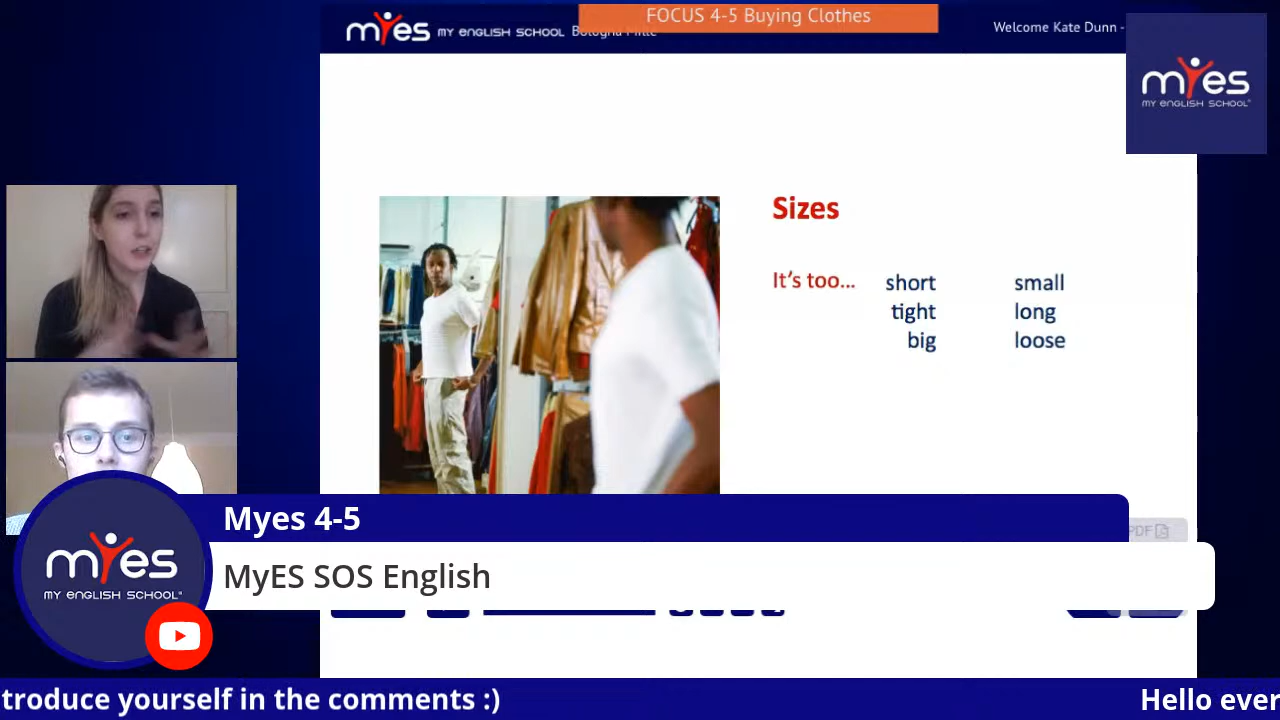 FOCUS 4-5 Buying Clothes
myes MY ENGLISH SCHOOL
Welcome Kate Dunn -
myes
MY ENGLISH SCHOOL
Sizes
It's too... short small
tight long
big loose
PDF
Myes 4-5
MyES SOS English
myes
MY ENGLISH SCHOOL
troduce yourself in the comments :)
Hello ever